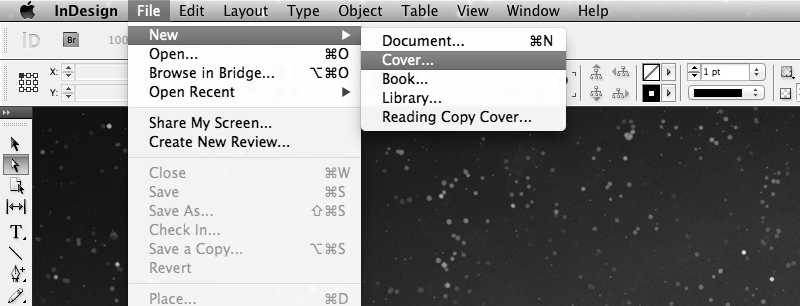 InDesign File Edit Layout Type Object Table View Window Help
iD Br 100
New ▶
Open... ⌘O
Browse in Bridge... ⌥⌘O
Open Recent ▶
Share My Screen...
Create New Review...
Close ⌘W
Save ⌘S
Save As... ⇧⌘S
Check In...
Save a Copy... ⌥⌘S
Revert
Place... ⌘D
Document... ⌘N
Cover...
Book...
Library...
Reading Copy Cover...
X:
Y:
1 pt
T